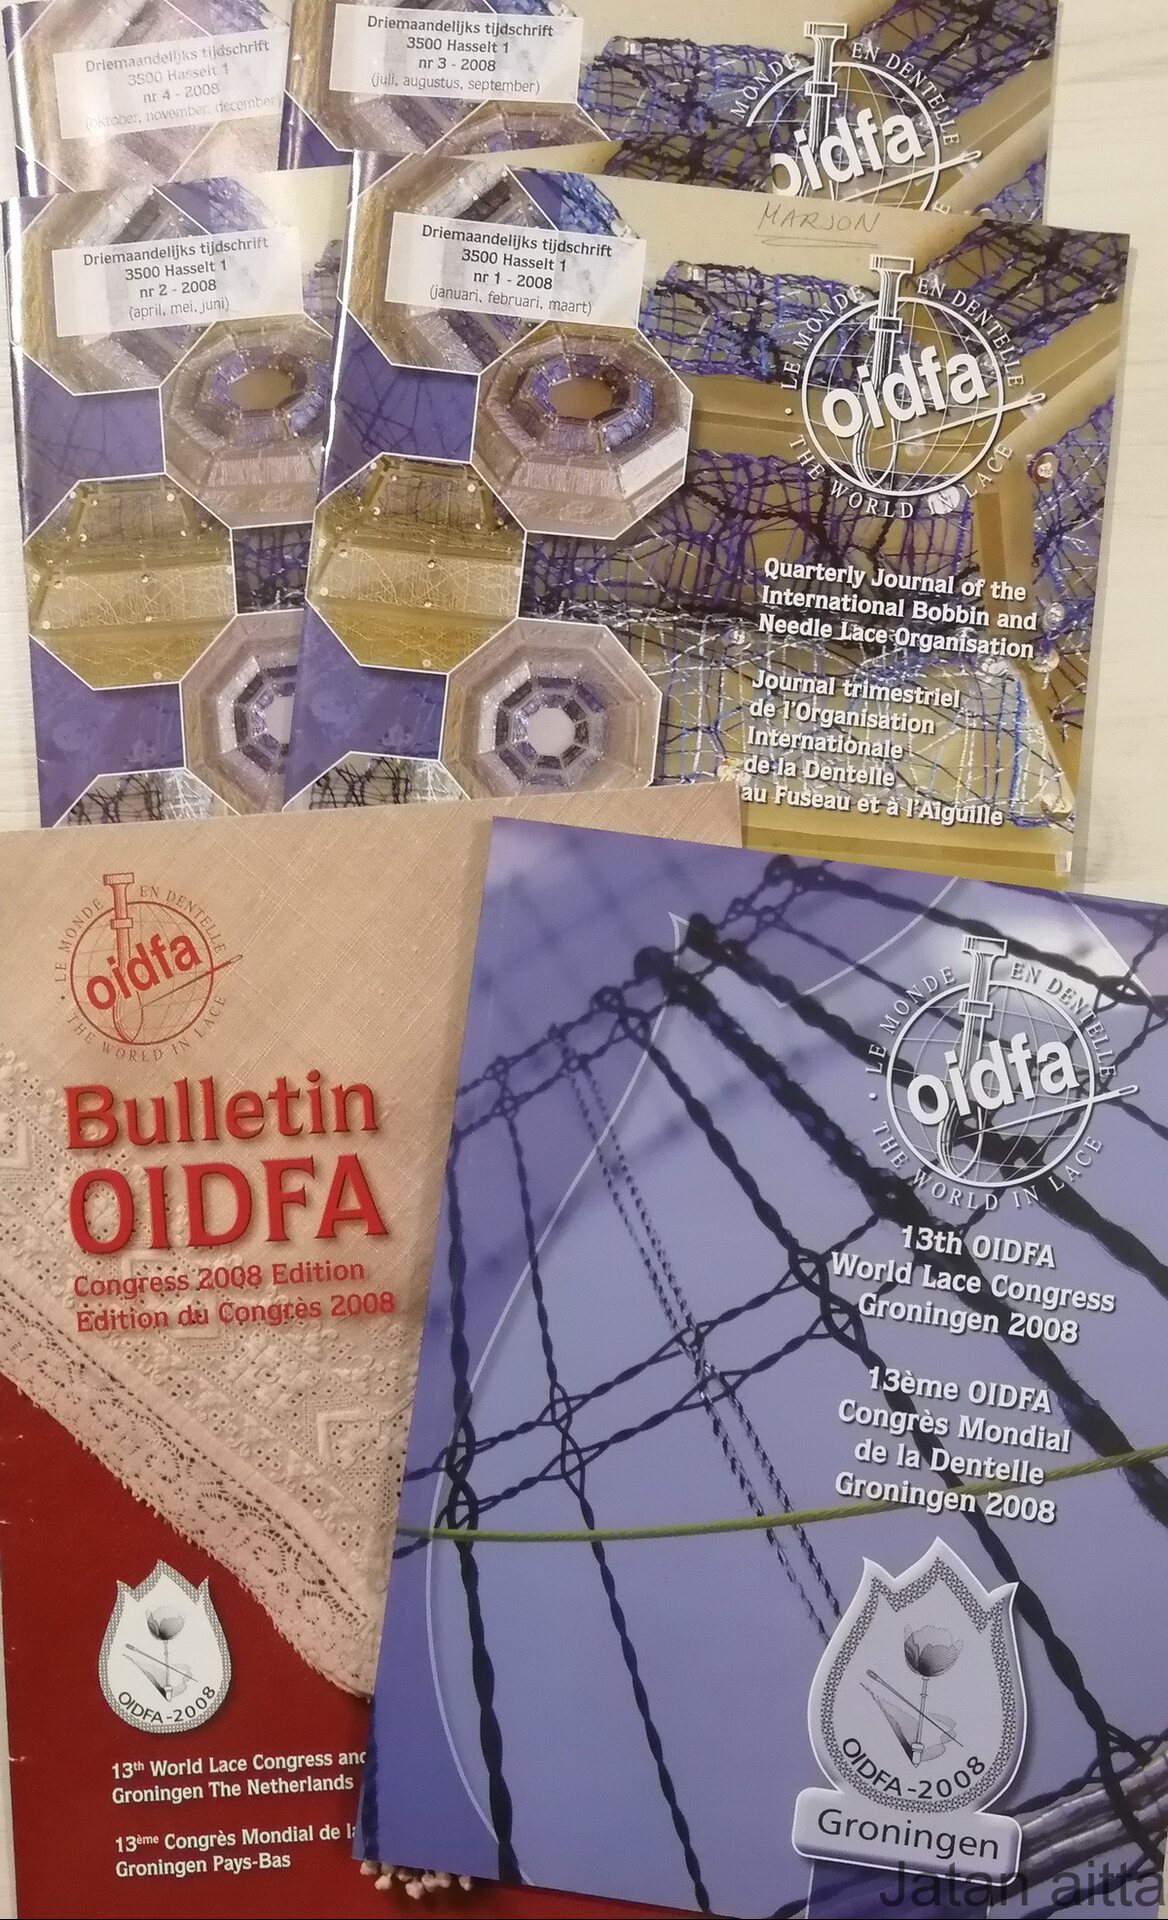 Driemaandelijks tijdschrift
3500 Hasselt 1
nr 4 - 2008
(oktober, november, december)
Driemaandelijks tijdschrift
3500 Hasselt 1
nr 3 - 2008
(juli, augustus, september)
LE MONDE EN DENTELLE
oidfa
MARJON
Driemaandelijks tijdschrift
3500 Hasselt 1
nr 2 - 2008
(april, mei, juni)
Driemaandelijks tijdschrift
3500 Hasselt 1
nr 1 - 2008
(januari, februari, maart)
LE MONDE EN DENTELLE
oidfa
THE WORLD IN LACE
Quarterly Journal of the
International Bobbin and
Needle Lace Organisation
Journal trimestriel
de l'Organisation
Internationale
de la Dentelle
au Fuseau et à l'Aiguille
LE MONDE EN DENTELLE
oidfa
THE WORLD IN LACE
Bulletin
OIDFA
Congress 2008 Edition
Edition du Congrès 2008
OIDFA-2008
13th World Lace Congress and
Groningen The Netherlands
13ème Congrès Mondial de la
Groningen Pays-Bas
LE MONDE EN DENTELLE
oidfa
THE WORLD IN LACE
13th OIDFA
World Lace Congress
Groningen 2008
13ème OIDFA
Congrès Mondial
de la Dentelle
Groningen 2008
OIDFA-2008
Groningen
Jatan aitta